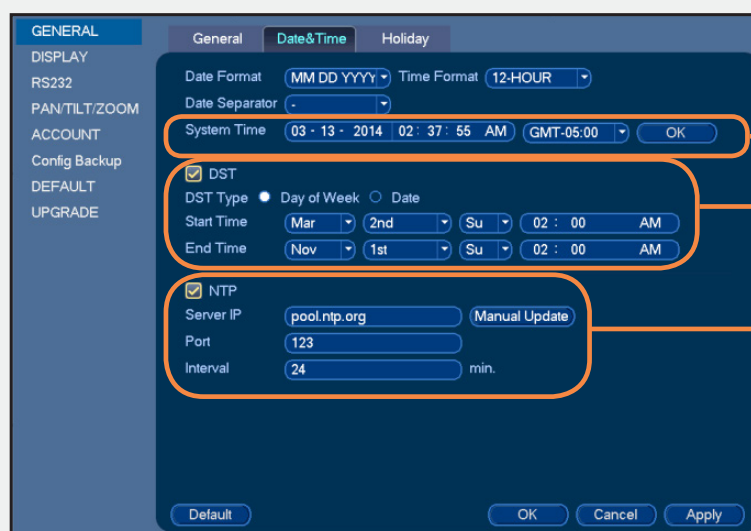 GENERAL
DISPLAY
RS232
PAN/TILT/ZOOM
ACCOUNT
Config Backup
DEFAULT
UPGRADE
General Date&Time Holiday
Date Format MM DD YYYY Time Format 12-HOUR
Date Separator -
System Time 03 - 13 - 2014 02 : 37 : 55 AM GMT-05:00 OK
DST
DST Type Day of Week Date
Start Time Mar 2nd Su 02 : 00 AM
End Time Nov 1st Su 02 : 00 AM
NTP
Server IP pool.ntp.org Manual Update
Port 123
Interval 24 min.
Default OK Cancel Apply